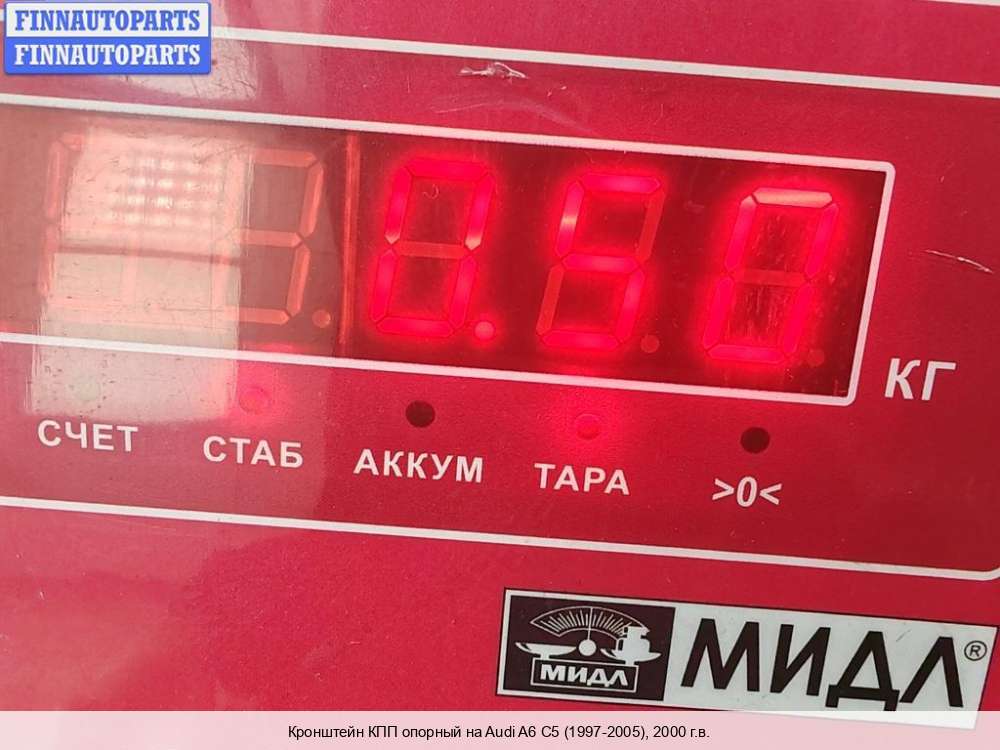 FINNAUTOPARTS
FINNAUTOPARTS
0.50
КГ
СЧЕТ СТАБ АККУМ ТАРА >0<
МИДЛ МИДЛ®
Кронштейн КПП опорный на Audi A6 C5 (1997-2005), 2000 г.в.